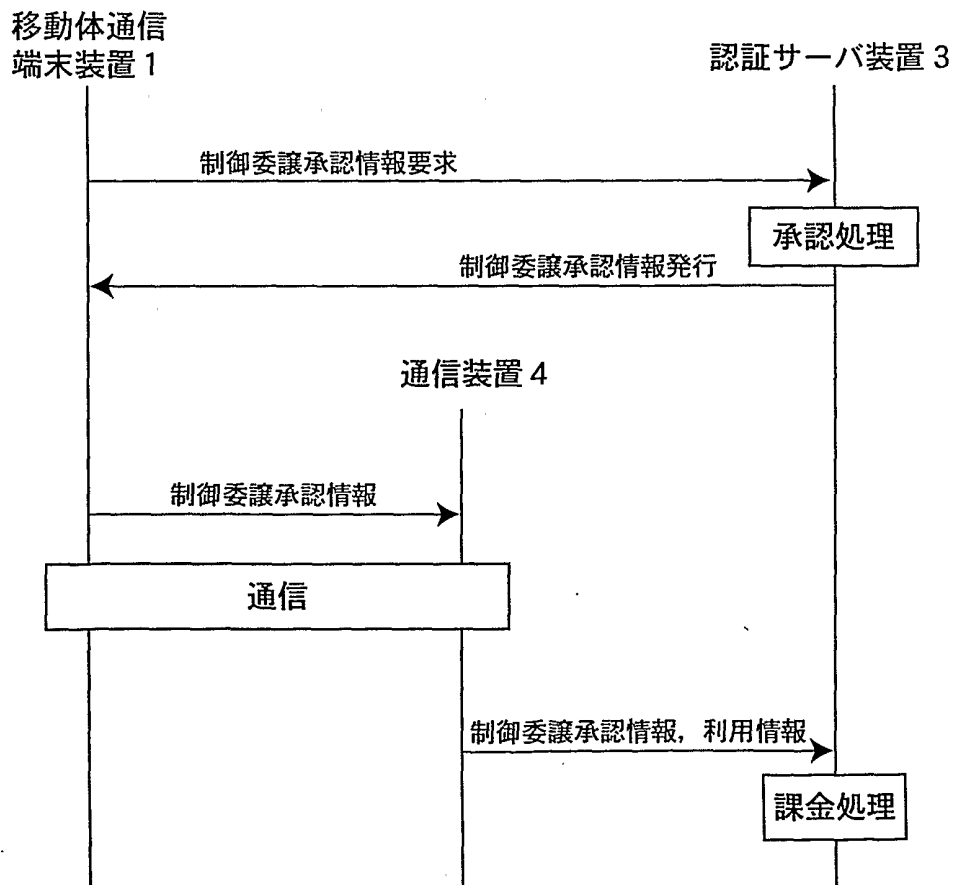 移動体通信
端末装置1
認証サーバ装置3
制御委譲承認情報要求
承認処理
制御委譲承認情報発行
通信装置4
制御委譲承認情報
通信
制御委譲承認情報，利用情報
課金処理